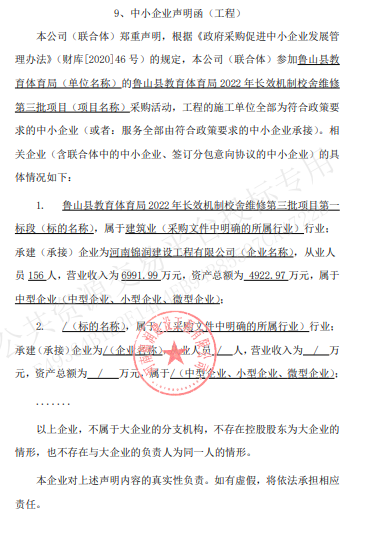 9、中小企业声明函（工程）
本公司（联合体）郑重声明，根据《政府采购促进中小企业发展管
理办法》（财库[2020]46 号）的规定，本公司（联合体）参加鲁山县教
育体育局（单位名称）的鲁山县教育体育局 2022 年长效机制校舍维修
第三批项目（项目名称）采购活动，工程的施工单位全部为符合政策要
求的中小企业（或者：服务全部由符合政策要求的中小企业承接）。相
关企业（含联合体中的中小企业、签订分包意向协议的中小企业）的具
体情况如下：
1. 鲁山县教育体育局 2022 年长效机制校舍维修第三批项目第一
标段（标的名称），属于建筑业（采购文件中明确的所属行业）行业；
承建（承接）企业为河南锦润建设工程有限公司（企业名称），从业人
员 156 人，营业收入为 6991.99 万元，资产总额为 4922.97 万元，属于
中型企业（中型企业、小型企业、微型企业）；
2. /（标的名称），属于/（采购文件中明确的所属行业）行业；
承建（承接）企业为/（企业名称），从业人员 / 人，营业收入为 / 万
元，资产总额为 / 万元，属于/（中型企业、小型企业、微型企业）；
.......
以上企业，不属于大企业的分支机构，不存在控股股东为大企业的
情形，也不存在与大企业的负责人为同一人的情形。
本企业对上述声明内容的真实性负责。如有虚假，将依法承担相应
责任。